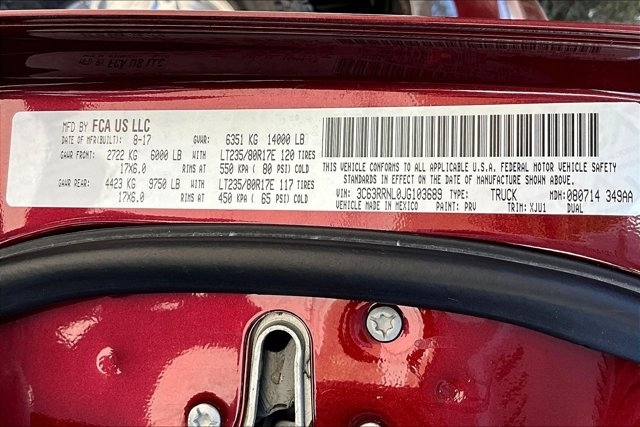 MFD BY FCA US LLC
DATE OF MFR(BUILT): 8-17 GVWR: 6351 KG 14000 LB
GAWR FRONT: 2722 KG 6000 LB WITH LT235/80R17E 120 TIRES
17X6.0 RIMS AT 550 KPA ( 80 PSI) COLD
GAWR REAR: 4423 KG 9750 LB WITH LT235/80R17E 117 TIRES
17X6.0 RIMS AT 450 KPA ( 65 PSI) COLD
THIS VEHICLE CONFORMS TO ALL APPLICABLE U.S.A. FEDERAL MOTOR VEHICLE SAFETY
STANDARDS IN EFFECT ON THE DATE OF MANUFACTURE SHOWN ABOVE.
VIN: 3C63RRNL0JG103689 TYPE: TRUCK MDH: 080714 349AA
VEHICLE MADE IN MEXICO PAINT: PRV TRIM: XJU1 DUAL